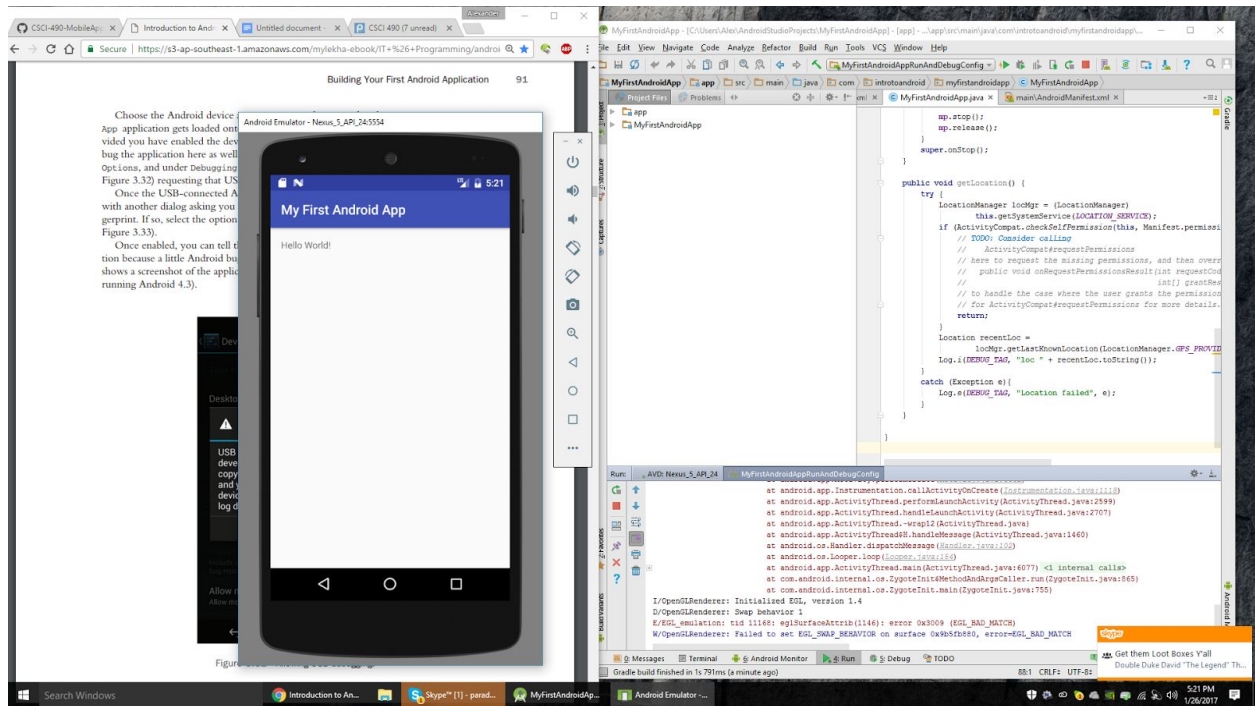 Alexander
CSCI-490-MobileAp
Introduction to Andr
Untitled document -
CSCI 490 (7 unread)
Secure
https://s3-ap-southeast-1.amazonaws.com/mylekha-ebook/IT+%26+Programming/androi
Building Your First Android Application 91
Choose the Android device
App application gets loaded ont
vided you have enabled the dev
bug the application here as well
Options, and under Debugging
Figure 3.32) requesting that US
Once the USB-connected A
with another dialog asking you
gerprint. If so, select the option
Figure 3.33).
Once enabled, you can tell t
tion because a little Android bu
shows a screenshot of the applic
running Android 4.3).
Dev
Deskto
USB
deve
copy
and
devic
log d
Allow
Figur
Android Emulator - Nexus_5_API_24:5554
5:21
My First Android App
Hello World!
MyFirstAndroidApp - [C:\Users\Alex\AndroidStudioProjects\MyFirstAndroidApp] - [app] - ...\app\src\main\java\com\introtoandroid\myfirstandroidapp\...
File Edit View Navigate Code Analyze Refactor Build Run Tools VCS Window Help
MyFirstAndroidAppRunAndDebugConfig
MyFirstAndroidApp app src main java com introtoandroid myfirstandroidapp MyFirstAndroidApp
Project Files Problems
xml MyFirstAndroidApp.java main\AndroidManifest.xml
app
MyFirstAndroidApp
Gradle
Captures
mp.stop();
mp.release();
}
super.onStop();
}
public void getLocation() {
try {
LocationManager locMgr = (LocationManager)
this.getSystemService(LOCATION_SERVICE);
if (ActivityCompat.checkSelfPermission(this, Manifest.permissi
// TODO: Consider calling
// ActivityCompat#requestPermissions
// here to request the missing permissions, and then overr
// public void onRequestPermissionsResult(int requestCod
// int[] grantRes
// to handle the case where the user grants the permission
// for ActivityCompat#requestPermissions for more details.
return;
}
Location recentLoc =
locMgr.getLastKnownLocation(LocationManager.GPS_PROVID
Log.i(DEBUG_TAG, "loc " + recentLoc.toString());
}
catch (Exception e){
Log.e(DEBUG_TAG, "Location failed", e);
}
}
}
Run: AVD: Nexus_5_API_24 MyFirstAndroidAppRunAndDebugConfig
at android.app.Instrumentation.callActivityOnCreate(Instrumentation.java:1118)
at android.app.ActivityThread.performLaunchActivity(ActivityThread.java:2599)
at android.app.ActivityThread.handleLaunchActivity(ActivityThread.java:2707)
at android.app.ActivityThread.-wrap12(ActivityThread.java)
at android.app.ActivityThread$H.handleMessage(ActivityThread.java:1460)
at android.os.Handler.dispatchMessage(Handler.java:102)
at android.os.Looper.loop(Looper.java:154)
at android.app.ActivityThread.main(ActivityThread.java:6077) <1 internal calls>
at com.android.internal.os.ZygoteInit$MethodAndArgsCaller.run(ZygoteInit.java:865)
at com.android.internal.os.ZygoteInit.main(ZygoteInit.java:755)
I/OpenGLRenderer: Initialized EGL, version 1.4
D/OpenGLRenderer: Swap behavior 1
E/EGL_emulation: tid 11168: eglSurfaceAttrib(1146): error 0x3009 (EGL_BAD_MATCH)
W/OpenGLRenderer: Failed to set EGL_SWAP_BEHAVIOR on surface 0x9b5fb880, error=EGL_BAD_MATCH
2: Favorites
Build Variants
0: Messages Terminal 6: Android Monitor 4: Run 5: Debug TODO
Gradle build finished in 1s 791ms (a minute ago)
88:1 CRLF÷ UTF-8÷
skype
Get them Loot Boxes Y'all
Double Duke David "The Legend" Th...
Search Windows
Introduction to An...
Skype™ [1] - parad...
MyFirstAndroidAp...
Android Emulator -...
5:21 PM
1/26/2017